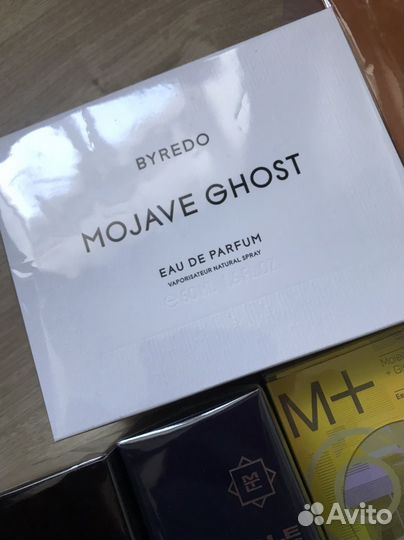 BYREDO
MOJAVE GHOST
EAU DE PARFUM
VAPORISATEUR NATURAL SPRAY
M+
Avito